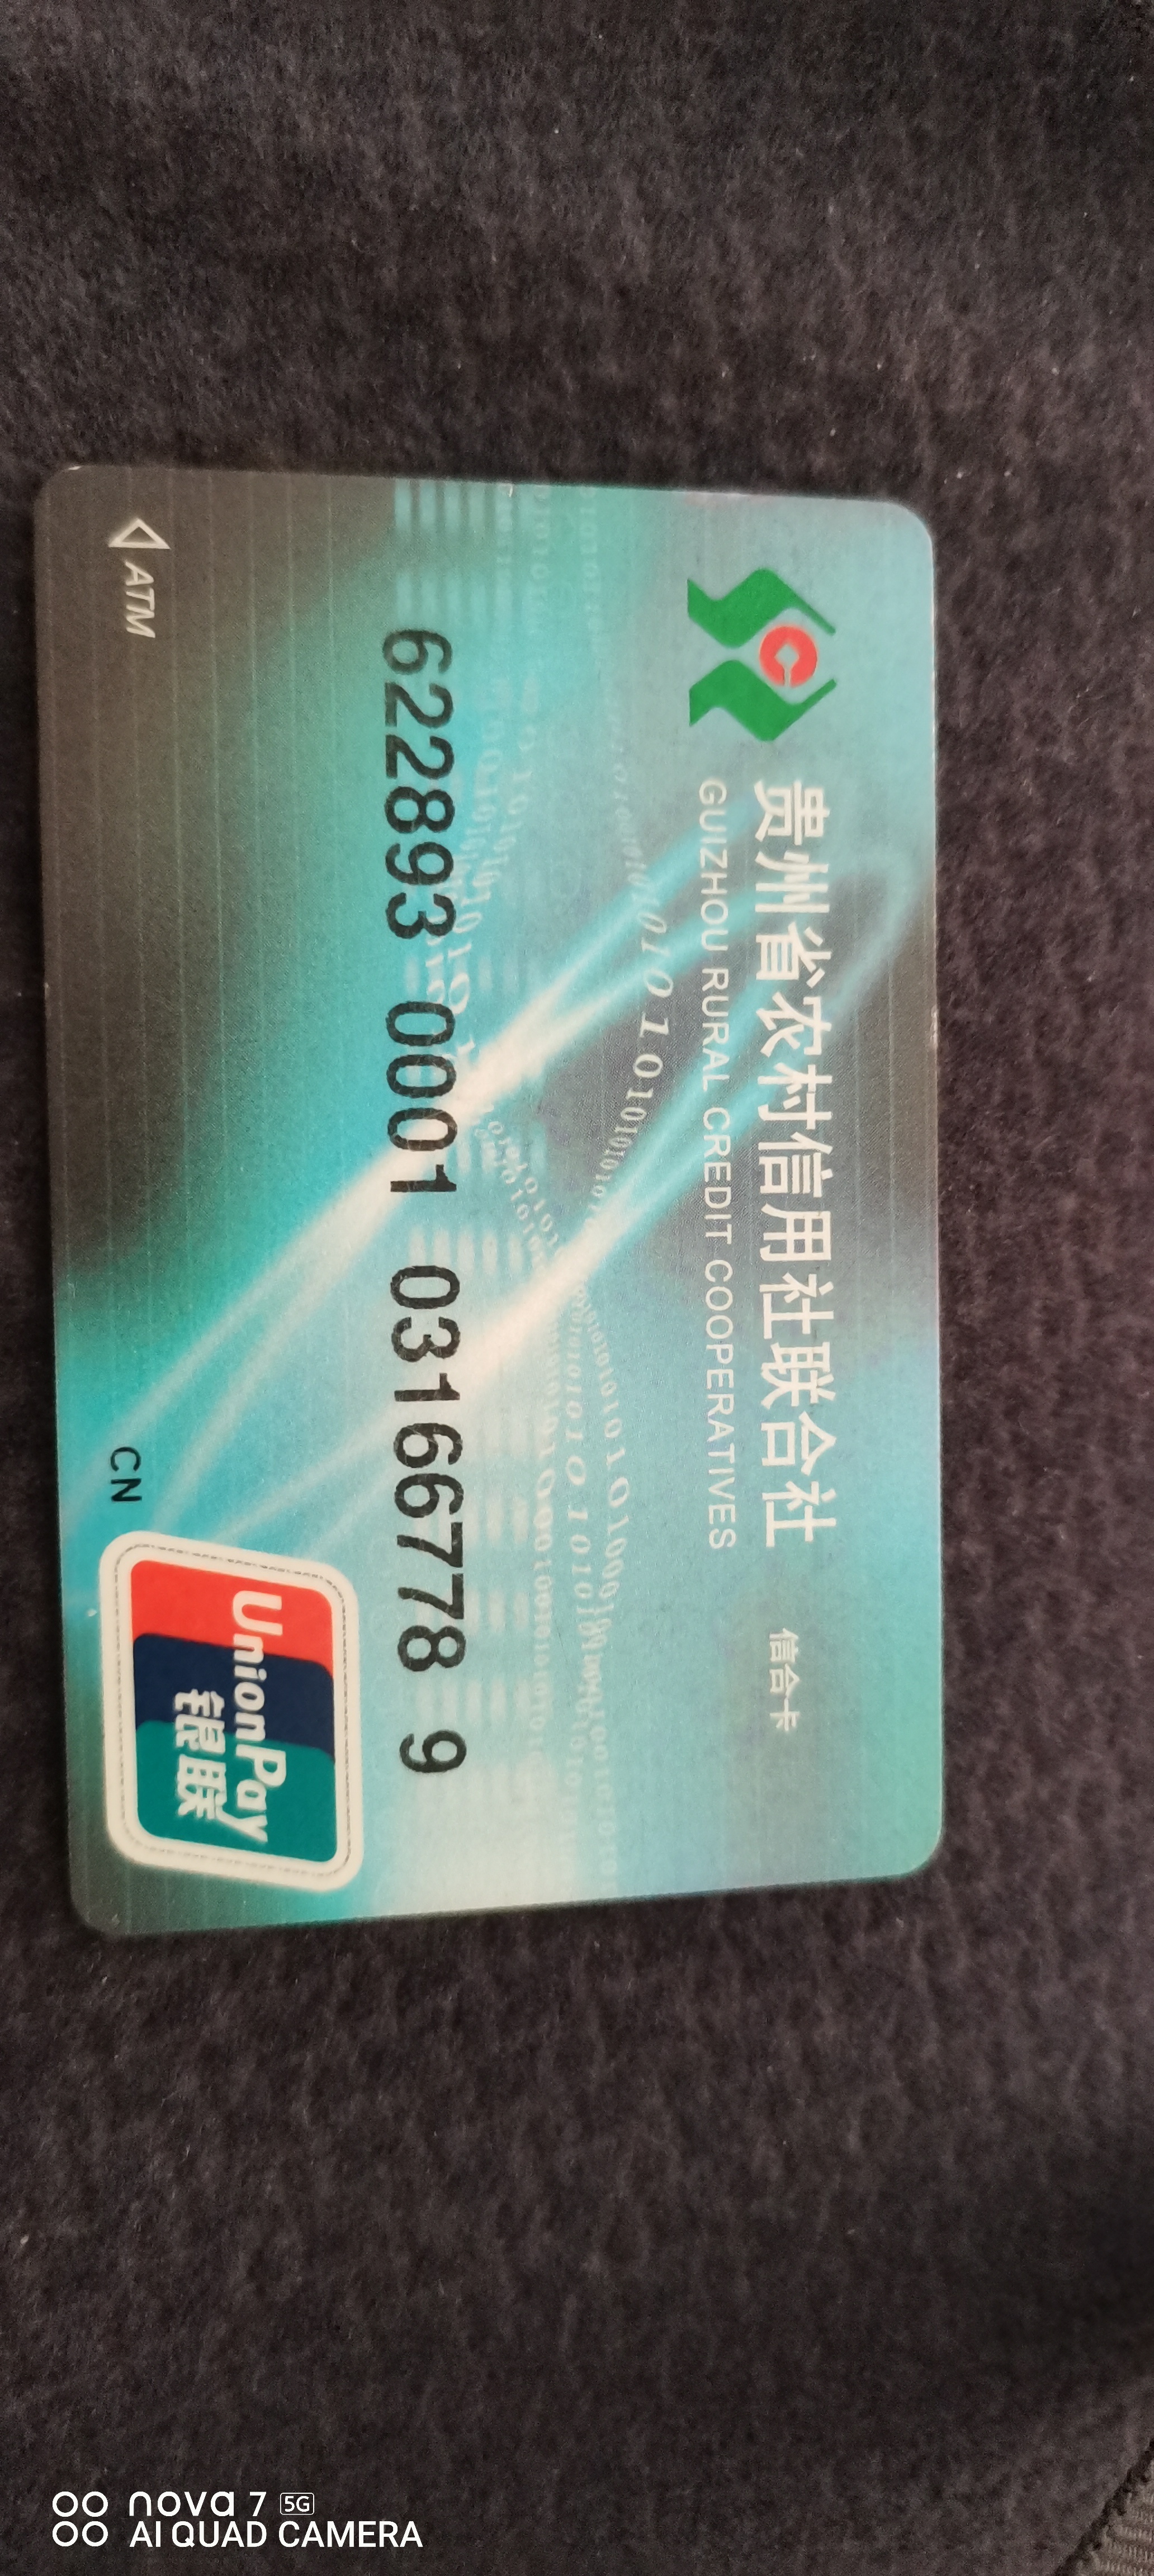 贵州省农村信用社联合社 信合卡
GUIZHOU RURAL CREDIT COOPERATIVES
622893 0001 03166778 9
ATM
CN
UnionPay
银联
nova 7 5G
AI QUAD CAMERA